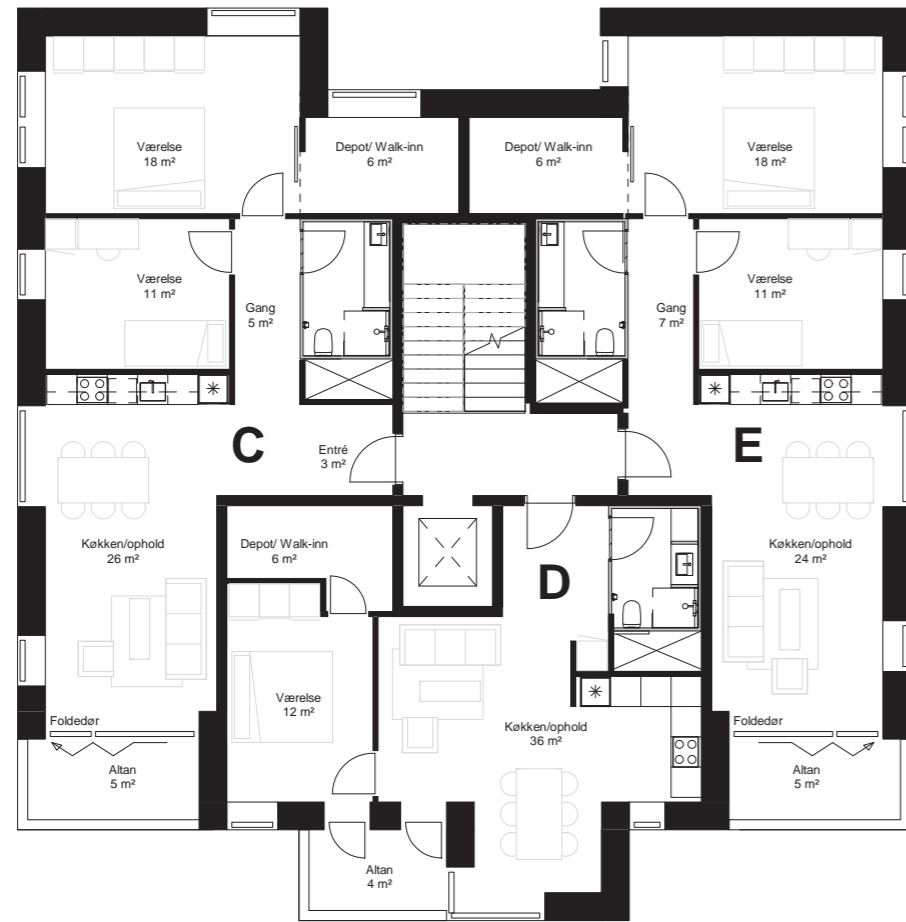 Værelse
18 m²
Depot/ Walk-inn
6 m²
Depot/ Walk-inn
6 m²
Værelse
18 m²
Værelse
11 m²
Gang
5 m²
Gang
7 m²
Værelse
11 m²
C
Entré
3 m²
E
Køkken/ophold
26 m²
Depot/ Walk-inn
6 m²
D
Køkken/ophold
24 m²
Værelse
12 m²
Køkken/ophold
36 m²
Foldedør
Altan
5 m²
Foldedør
Altan
5 m²
Altan
4 m²